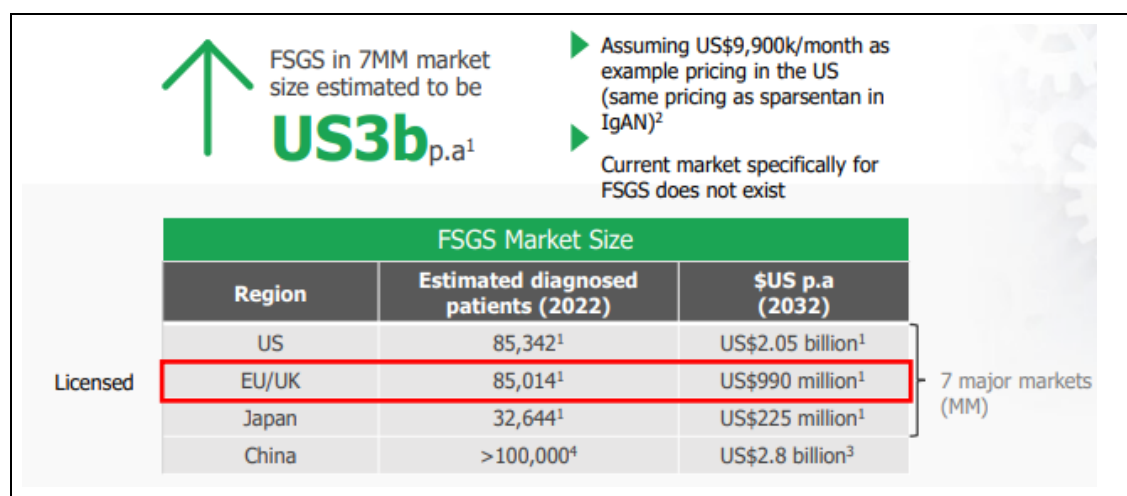 FSGS in 7MM market
size estimated to be
US3b p.a¹
Assuming US$9,900k/month as
example pricing in the US
(same pricing as sparsentan in
IgAN)²
Current market specifically for
FSGS does not exist
FSGS Market Size
Region Estimated diagnosed patients (2022) $US p.a (2032)
US 85,342¹ US$2.05 billion¹
Licensed EU/UK 85,014¹ US$990 million¹
Japan 32,644¹ US$225 million¹
China >100,000⁴ US$2.8 billion³
7 major markets
(MM)